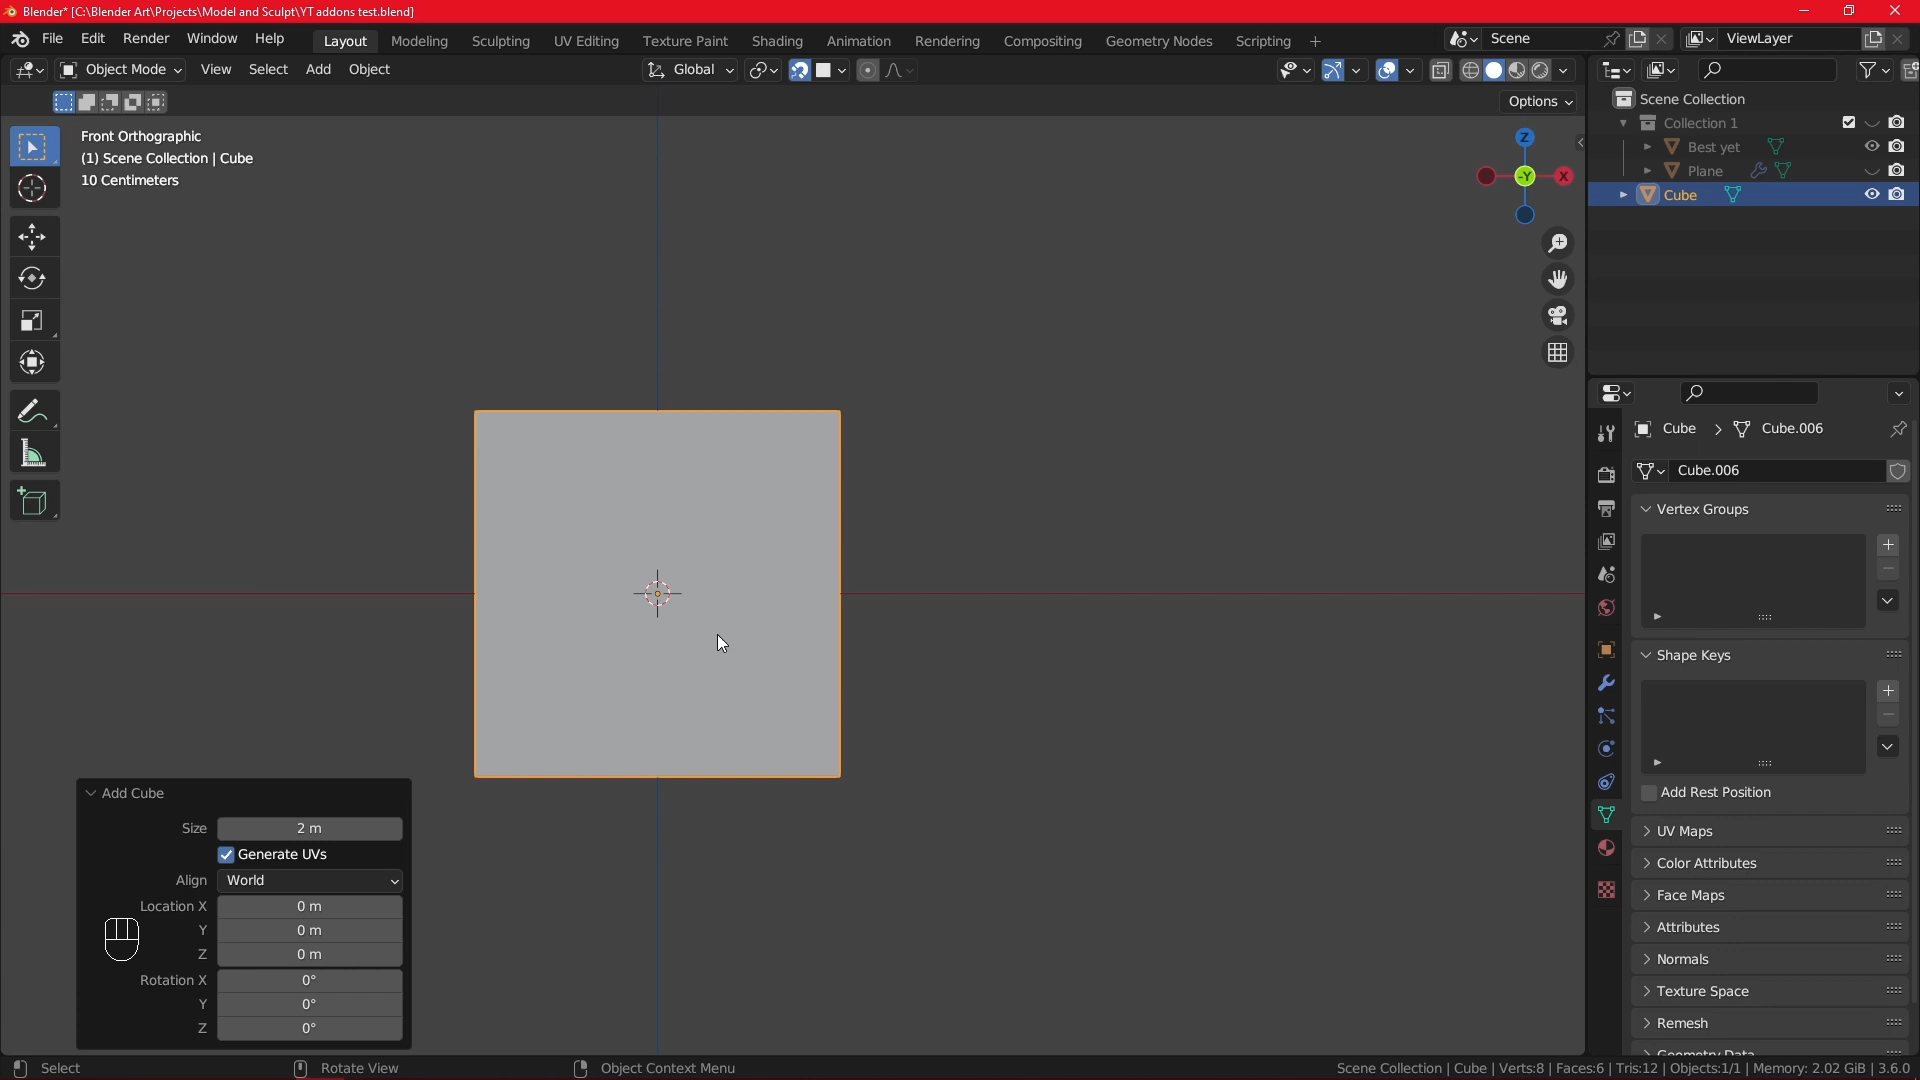 Blender* [C:\Blender Art\Projects\Model and Sculpt\YT addons test.blend]
File Edit Render Window Help Layout Modeling Sculpting UV Editing Texture Paint Shading Animation Rendering Compositing Geometry Nodes Scripting + Scene ViewLayer
Object Mode View Select Add Object Global
Options
Front Orthographic
(1) Scene Collection | Cube
10 Centimeters
Z
-Y
X
Scene Collection
Collection 1
Best yet
Plane
Cube
Cube > Cube.006
Cube.006
Vertex Groups
Shape Keys
Add Rest Position
UV Maps
Color Attributes
Face Maps
Attributes
Normals
Texture Space
Remesh
Geometry Data
Add Cube
Size 2 m
Generate UVs
Align World
Location X 0 m
Y 0 m
Z 0 m
Rotation X 0°
Y 0°
Z 0°
Select Rotate View Object Context Menu Scene Collection | Cube | Verts:8 | Faces:6 | Tris:12 | Objects:1/1 | Memory: 2.02 GiB | 3.6.0